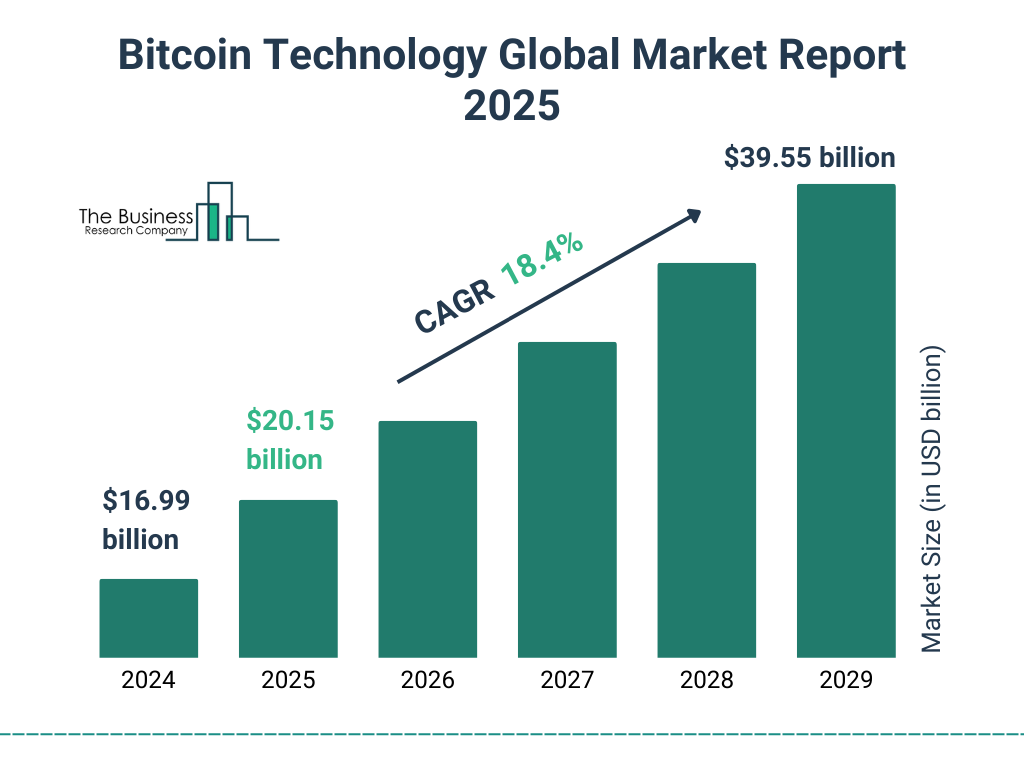 Bitcoin Technology Global Market Report
2025
$39.55 billion
The Business
Research Company
CAGR 18.4%
$20.15
billion
$16.99
billion
Market Size (in USD billion)
2024
2025
2026
2027
2028
2029